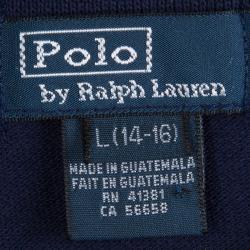 Polo
by Ralph Lauren
L (14-16)
MADE IN GUATEMALA
FAIT EN GUATEMALA
RN 41381
CA 56658